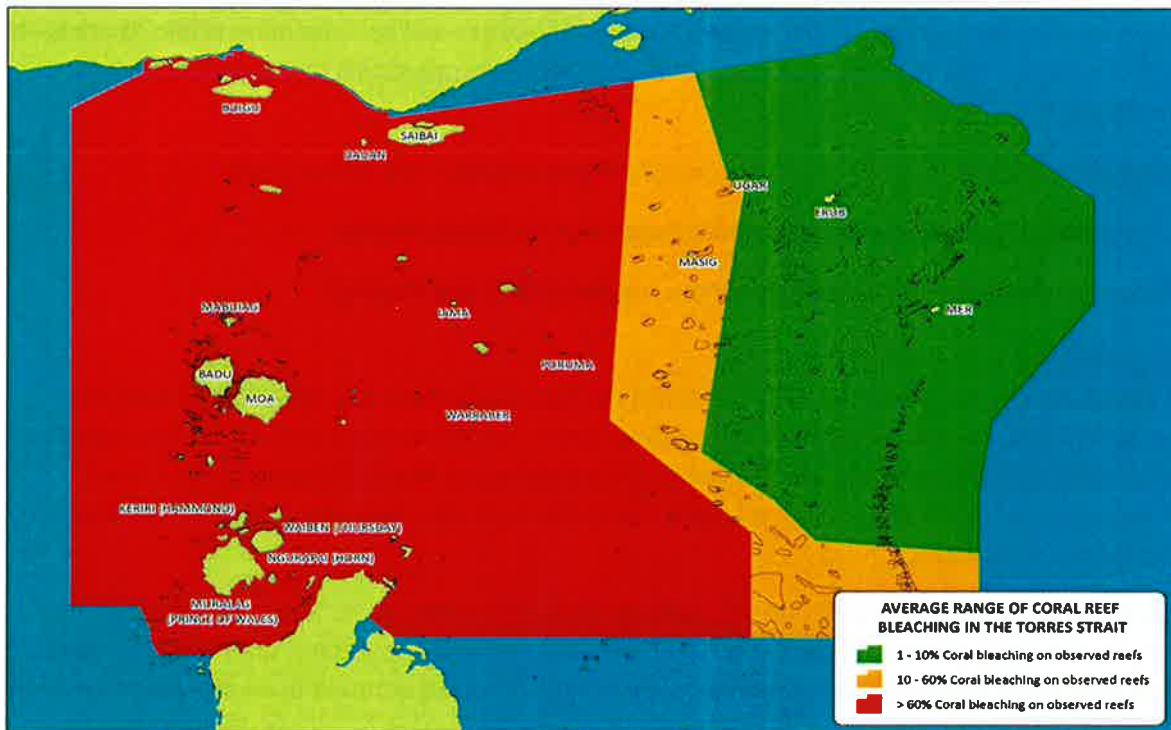 BOIGU
SAIBAI
DAUAN
UGAR
ERUB
MASIG
MABUIAG
IAMA
MER
PORUMA
BADU
MOA
WARRABER
KERIRI (HAMMOND)
WAIBEN (THURSDAY)
NGURAPAI (HORN)
MURALAG
(PRINCE OF WALES)
AVERAGE RANGE OF CORAL REEF
BLEACHING IN THE TORRES STRAIT
1 - 10% Coral bleaching on observed reefs
10 - 60% Coral bleaching on observed reefs
> 60% Coral bleaching on observed reefs